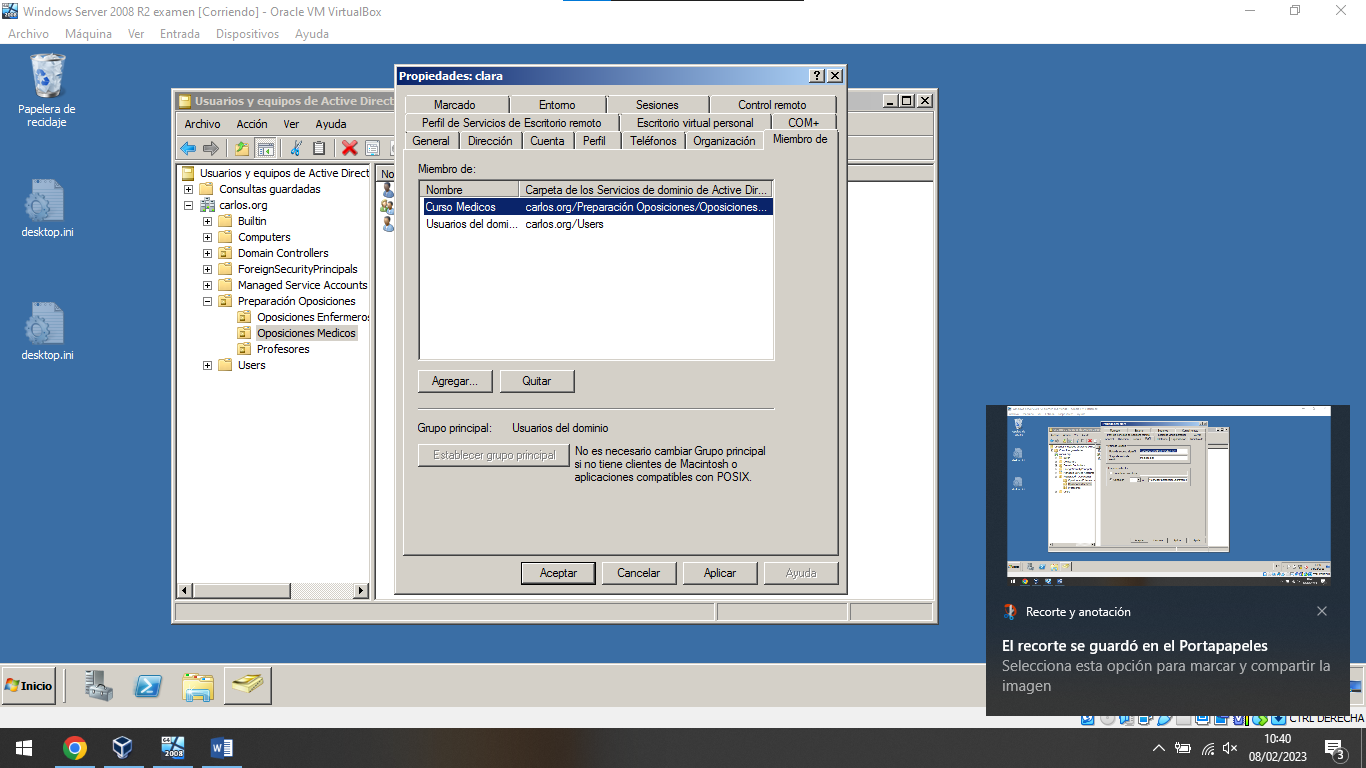 Windows Server 2008 R2 examen [Corriendo] - Oracle VM VirtualBox
Archivo Máquina Ver Entrada Dispositivos Ayuda
Papelera de
reciclaje
desktop.ini
desktop.ini
Usuarios y equipos de Active Direct
Archivo Acción Ver Ayuda
Usuarios y equipos de Active Direct
Consultas guardadas
carlos.org
Builtin
Computers
Domain Controllers
ForeignSecurityPrincipals
Managed Service Accounts
Preparación Oposiciones
Oposiciones Enfermeros
Oposiciones Medicos
Profesores
Users
No
Propiedades: clara
Marcado Entorno Sesiones Control remoto
Perfil de Servicios de Escritorio remoto Escritorio virtual personal COM+
General Dirección Cuenta Perfil Teléfonos Organización Miembro de
Miembro de:
Nombre Carpeta de los Servicios de dominio de Active Dir...
Curso Medicos carlos.org/Preparación Oposiciones/Oposiciones...
Usuarios del domi... carlos.org/Users
Agregar... Quitar
Grupo principal: Usuarios del dominio
Establecer grupo principal
No es necesario cambiar Grupo principal
si no tiene clientes de Macintosh o
aplicaciones compatibles con POSIX.
Aceptar Cancelar Aplicar Ayuda
Recorte y anotación
El recorte se guardó en el Portapapeles
Selecciona esta opción para marcar y compartir la
imagen
Inicio
CTRL DERECHA
2008
10:40
08/02/2023
3